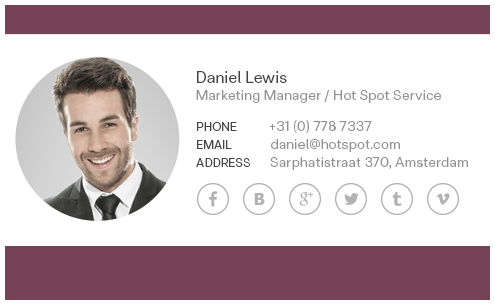 Daniel Lewis
Marketing Manager / Hot Spot Service
PHONE +31 (0) 778 7337
EMAIL daniel@hotspot.com
ADDRESS Sarphatistraat 370, Amsterdam
f B g+ t v